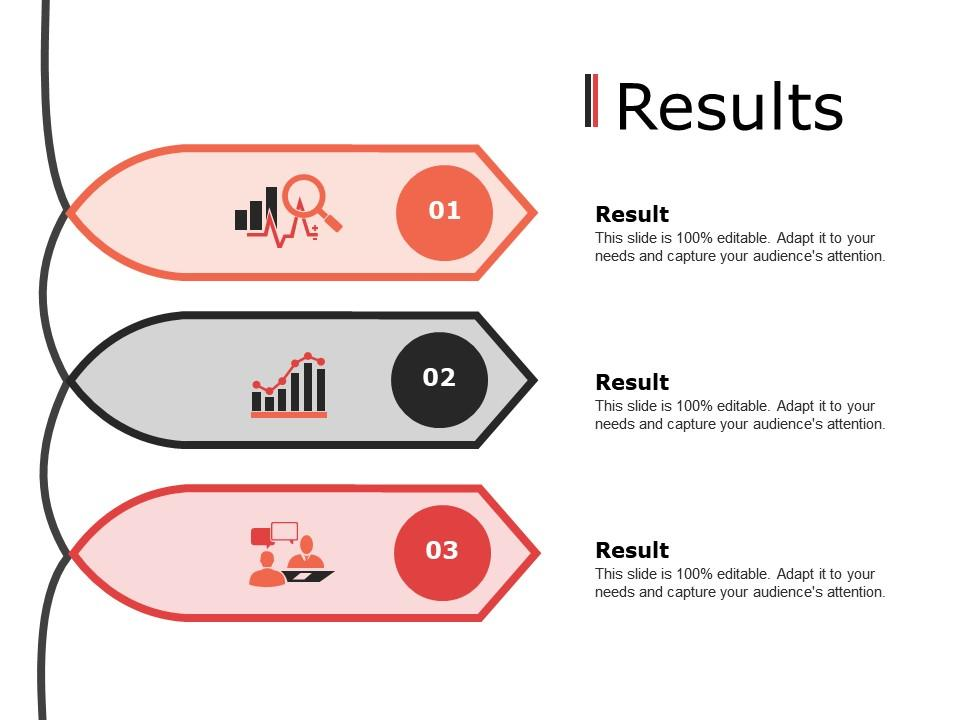 Results
01
Result
This slide is 100% editable. Adapt it to your
needs and capture your audience's attention.
02
Result
This slide is 100% editable. Adapt it to your
needs and capture your audience's attention.
03
Result
This slide is 100% editable. Adapt it to your
needs and capture your audience's attention.